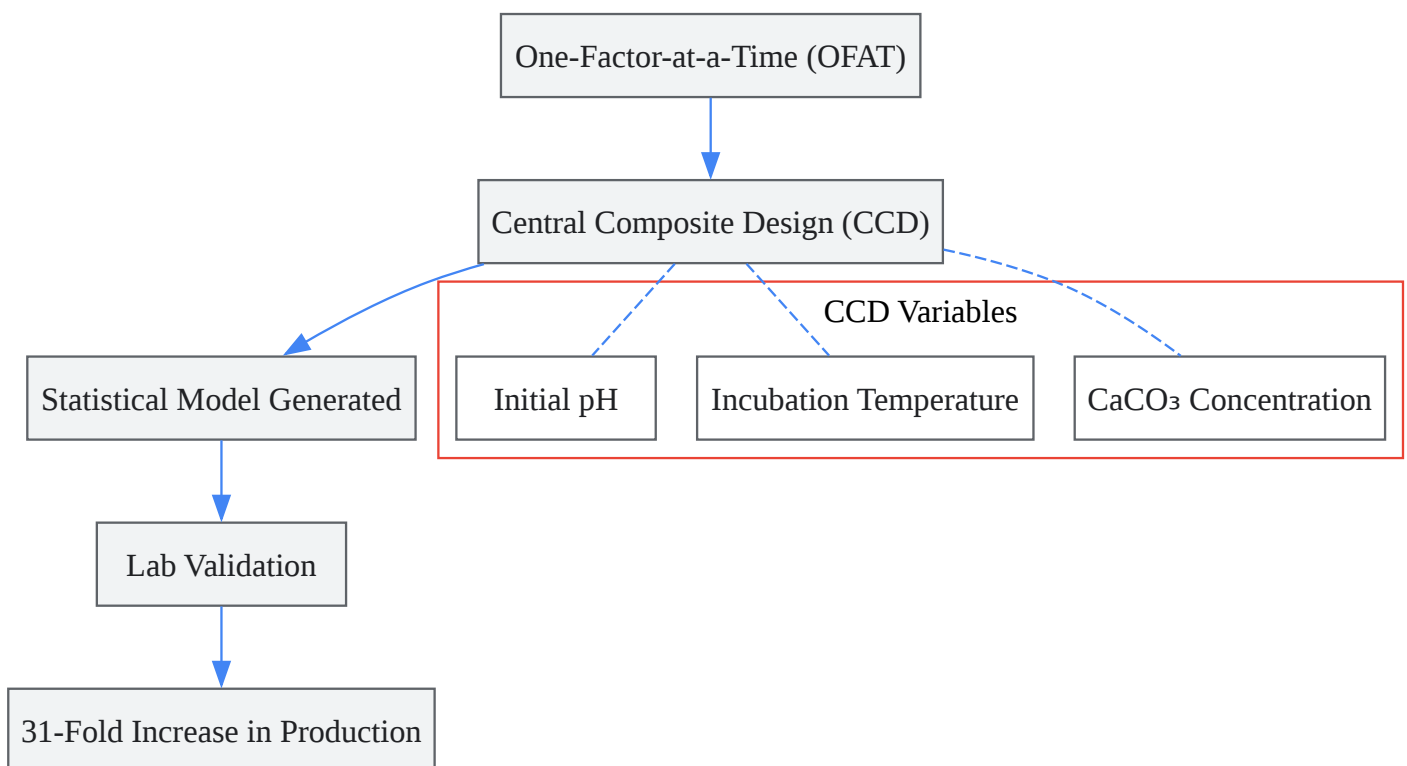 One-Factor-at-a-Time (OFAT)
Central Composite Design (CCD)
CCD Variables
Statistical Model Generated
Initial pH
Incubation Temperature
CaCO₃ Concentration
Lab Validation
31-Fold Increase in Production